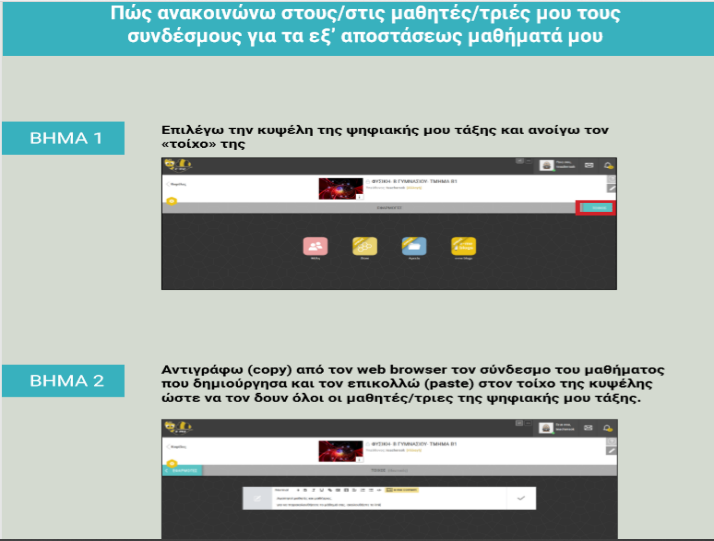 Πώς ανακοινώνω στους/στις μαθητές/τριές μου τους
συνδέσμους για τα εξ’ αποστάσεως μαθήματά μου
ΒΗΜΑ 1
Επιλέγω την κυψέλη της ψηφιακής μου τάξης και ανοίγω τον
«τοίχο» της
ΦΥΣΙΚΗ- Β ΓΥΜΝΑΣΙΟΥ- ΤΜΗΜΑ Β1
ΒΗΜΑ 2
Αντιγράφω (copy) από τον web browser τον σύνδεσμο του μαθήματος
που δημιούργησα και τον επικολλώ (paste) στον τοίχο της κυψέλης
ώστε να τον δουν όλοι οι μαθητές/τριες της ψηφιακής μου τάξης.
ΦΥΣΙΚΗ- Β ΓΥΜΝΑΣΙΟΥ- ΤΜΗΜΑ Β1